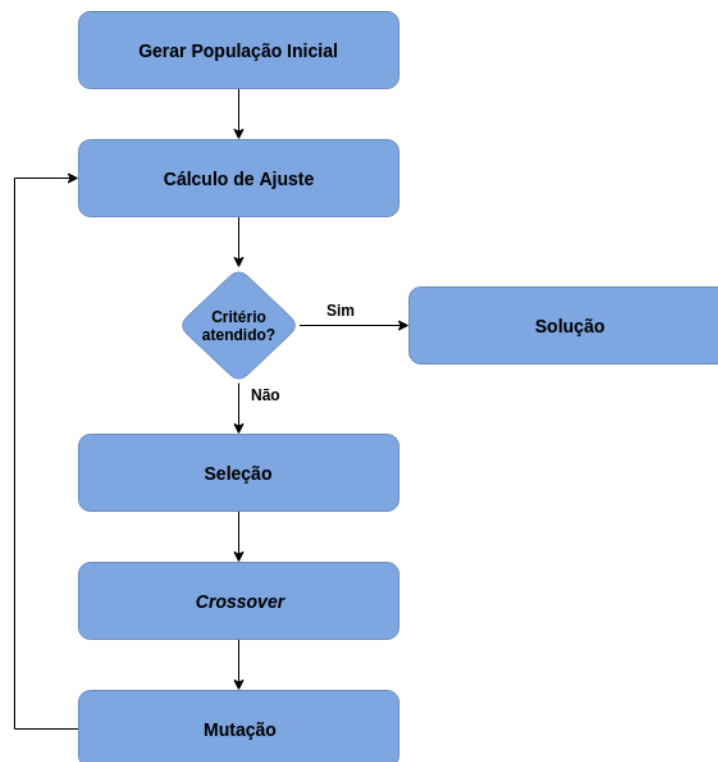 Gerar População Inicial
Cálculo de Ajuste
Critério
atendido?
Sim
Solução
Não
Seleção
Crossover
Mutação